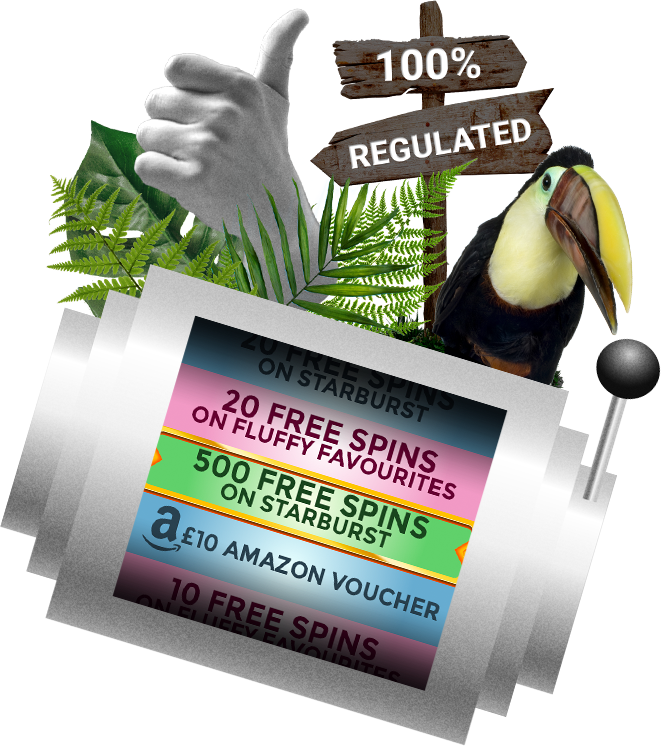 100%
REGULATED
20 FREE SPINS
ON STARBURST
20 FREE SPINS
ON FLUFFY FAVOURITES
500 FREE SPINS
ON STARBURST
a £10 AMAZON VOUCHER
10 FREE SPINS
ON FLUFFY FAVOURITES